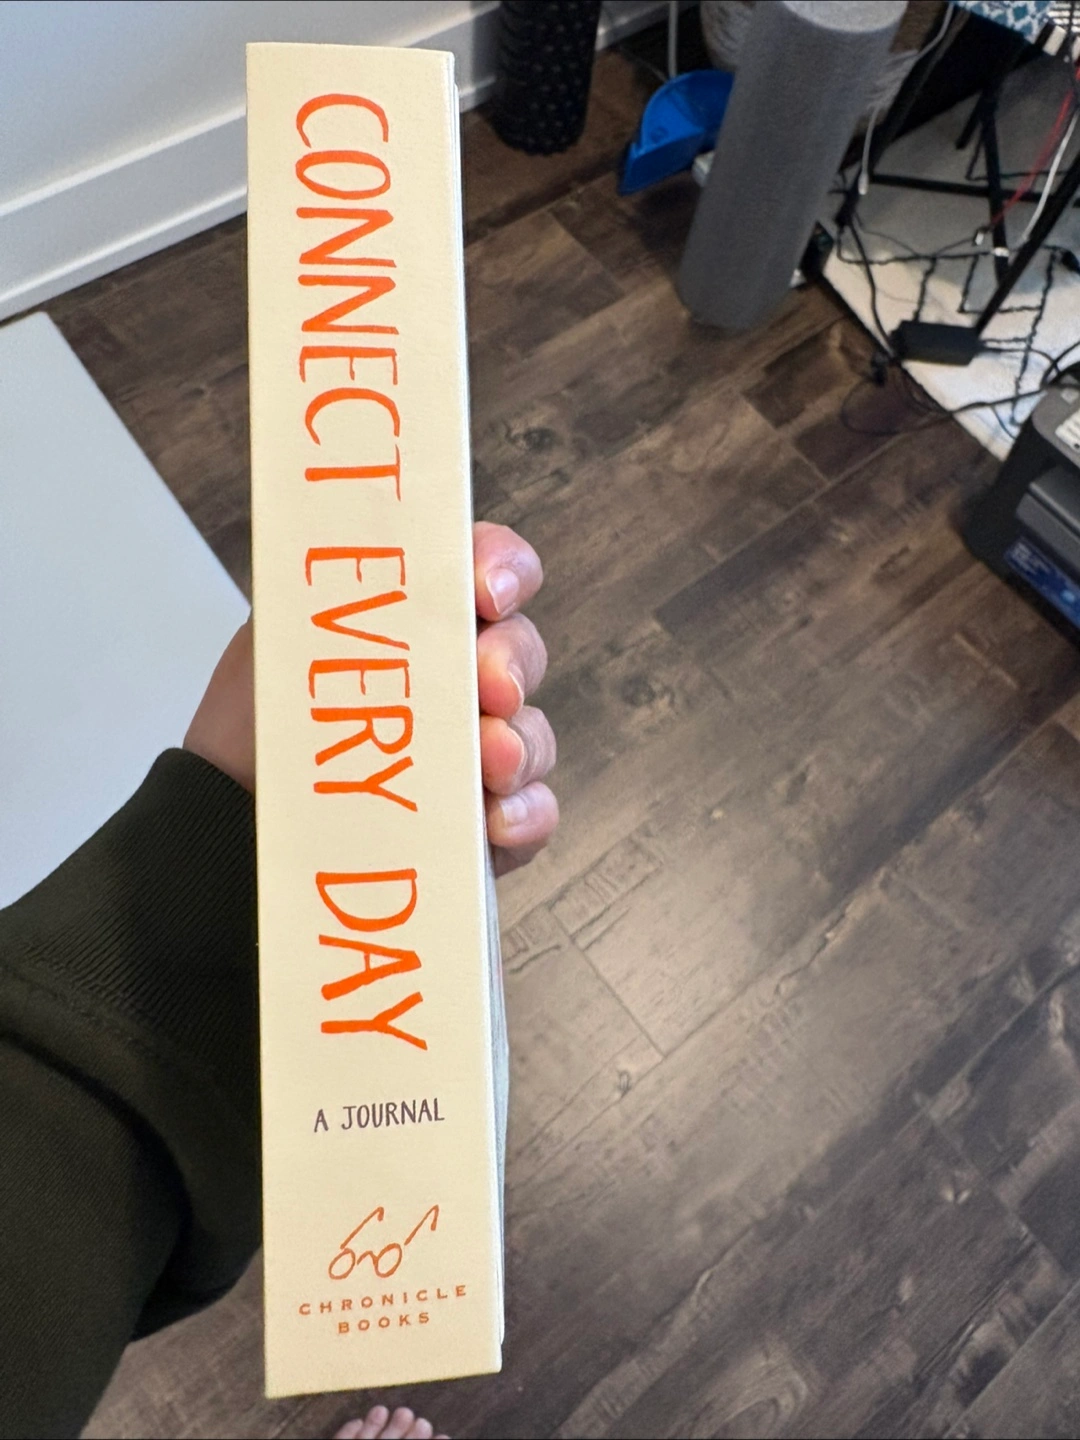 CONNECT EVERY DAY
A JOURNAL
CHRONICLE
BOOKS